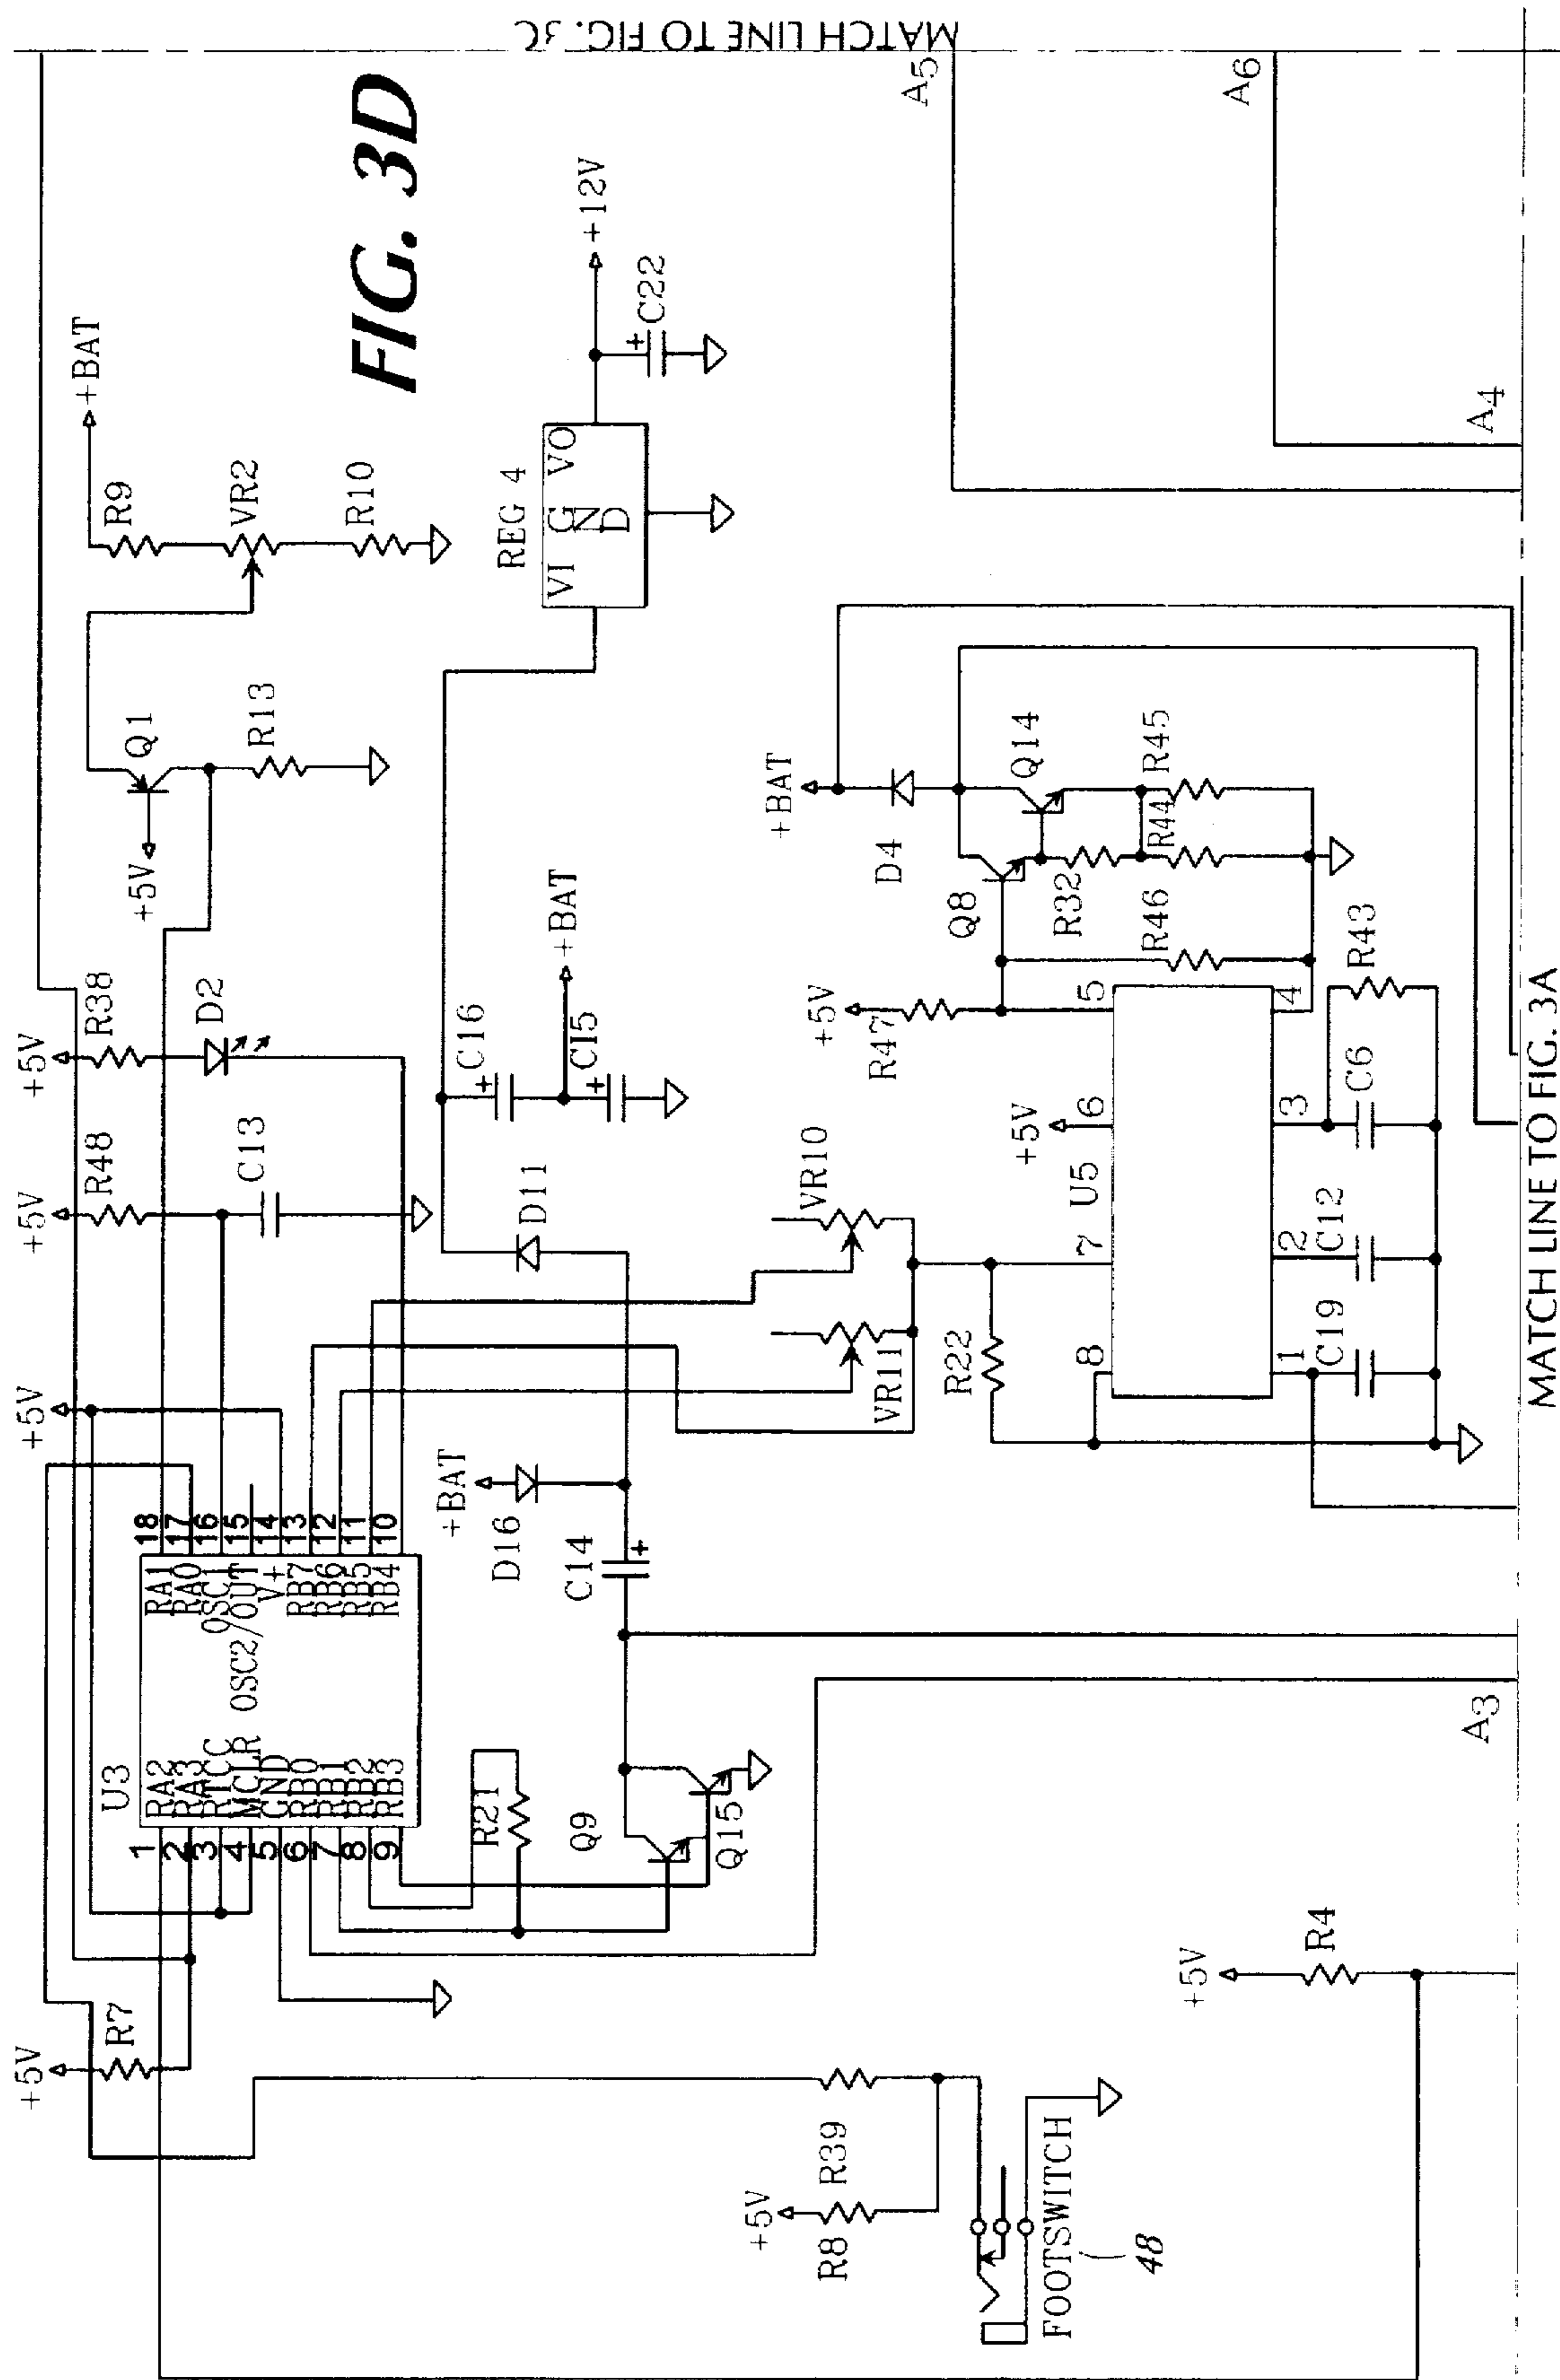 MATCH LINE TO FIG. 3C
FIG. 3D
+5V
R7
U3
1 RA2
2 RA3
3 RTCC
4 MCLR
5 GND
6 RB0
7 RB1
8 RB2
9 RB3
RA1 18
RA0 17
OSC1 16
OSC2/OUT 15
V+ 14
RB7 13
RB6 12
RB5 11
RB4 10
+5V
+5V
R48
C13
+5V
R38
D2
+5V
Q1
R13
+BAT
R9
VR2
R10
R21
Q9
Q15
+BAT
D16
C14
+
D11
C16
+
+BAT
C15
+
REG 4
VI GND VO
+12V
C22
+
+5V
R8
R39
FOOTSWITCH
48
+5V
R4
A3
VR10
VR11
R22
U5
8
7
6
5
1
2
3
4
+5V
+5V
R47
C19
C12
C6
R43
+BAT
D4
Q8
Q14
R32
R46
R44
R45
A5
A6
A4
MATCH LINE TO FIG. 3A